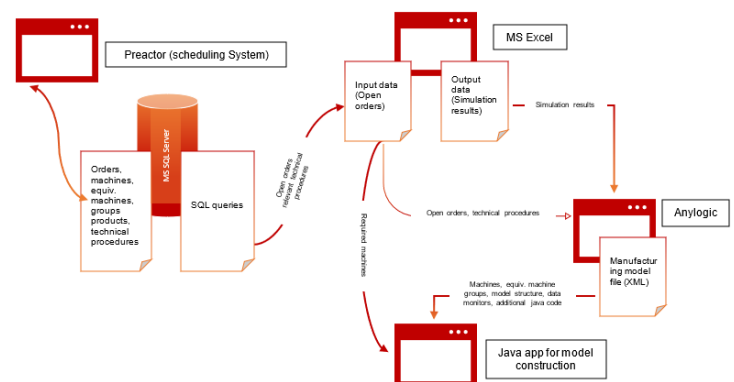 Preactor (scheduling System)
MS SQL Server
Orders,
machines,
equiv.
machines,
groups
products,
technical
procedures
SQL queries
Open orders
relevant technical
procedures
MS Excel
Input data
(Open
orders)
Output
data
(Simulation
results)
Simulation results
Open orders, technical procedures
Required machines
Anylogic
Manufactur
ing model
file (XML)
Machines, equiv. machine
groups, model structure, data
monitors, additional java code
Java app for model
construction